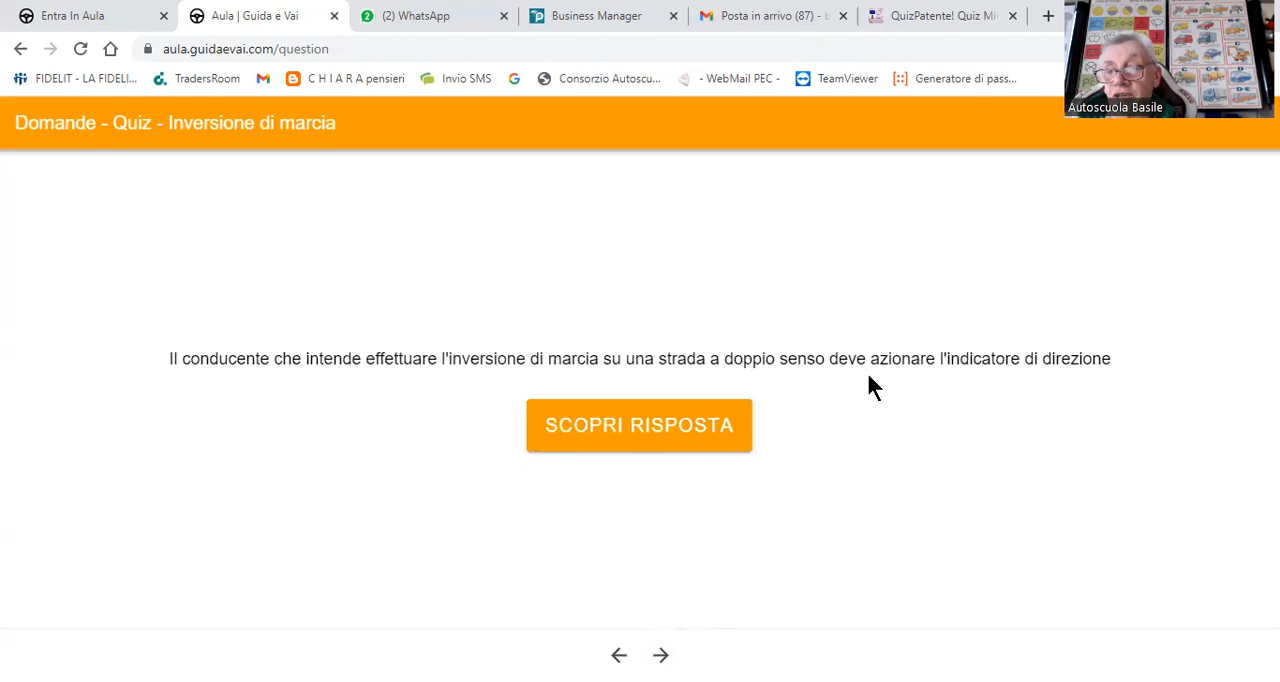 Entra In Aula
Aula | Guida e Vai
(2) WhatsApp
Business Manager
Posta in arrivo (87) - b
QuizPatente! Quiz Mi
aula.guidaevai.com/question
FIDELIT - LA FIDELI...
TradersRoom
C H I A R A pensieri
Invio SMS
Consorzio Autoscu...
- WebMail PEC -
TeamViewer
Generatore di pass...
Autoscuola Basile
Domande - Quiz - Inversione di marcia
Il conducente che intende effettuare l'inversione di marcia su una strada a doppio senso deve azionare l'indicatore di direzione
SCOPRI RISPOSTA